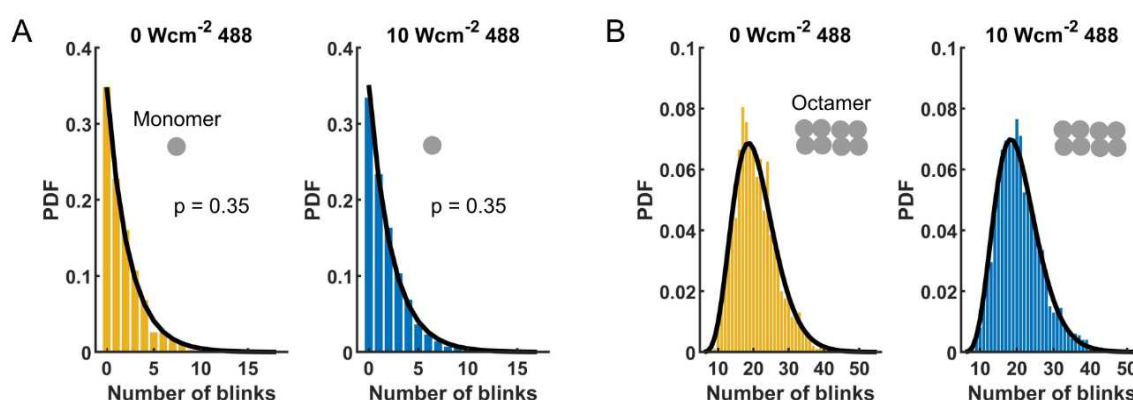 A
0 Wcm-2 488
PDF
0.4
0.3
0.2
0.1
0
0 5 10 15
Number of blinks
Monomer
p = 0.35
10 Wcm-2 488
PDF
0.4
0.3
0.2
0.1
0
0 5 10 15
Number of blinks
p = 0.35
B
0 Wcm-2 488
PDF
0.1
0.08
0.06
0.04
0.02
0
10 20 30 40 50
Number of blinks
Octamer
10 Wcm-2 488
PDF
0.1
0.08
0.06
0.04
0.02
0
10 20 30 40 50
Number of blinks